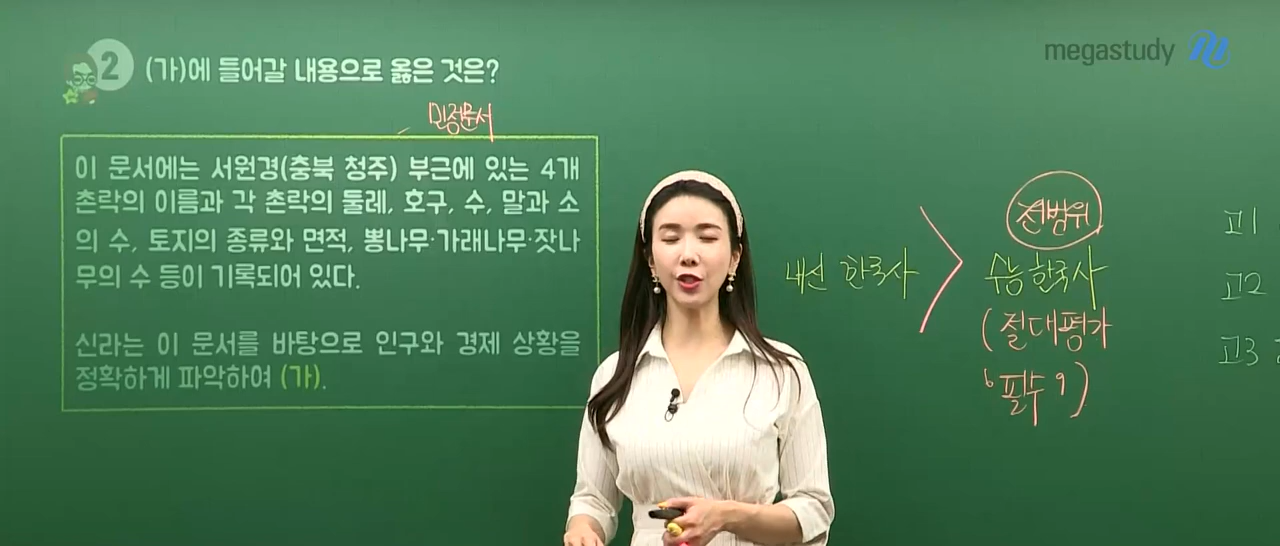 megastudy
2
(가)에 들어갈 내용으로 옳은 것은?
민정문서
이 문서에는 서원경(충북 청주) 부근에 있는 4개
촌락의 이름과 각 촌락의 둘레, 호구, 수, 말과 소
의 수, 토지의 종류와 면적, 뽕나무·가래나무·잣나
무의 수 등이 기록되어 있다.
신라는 이 문서를 바탕으로 인구와 경제 상황을
정확하게 파악하여 (가).
내신 한국사
전범위
수능 한국사
(절대평가
'필수')
고1
고2
고3